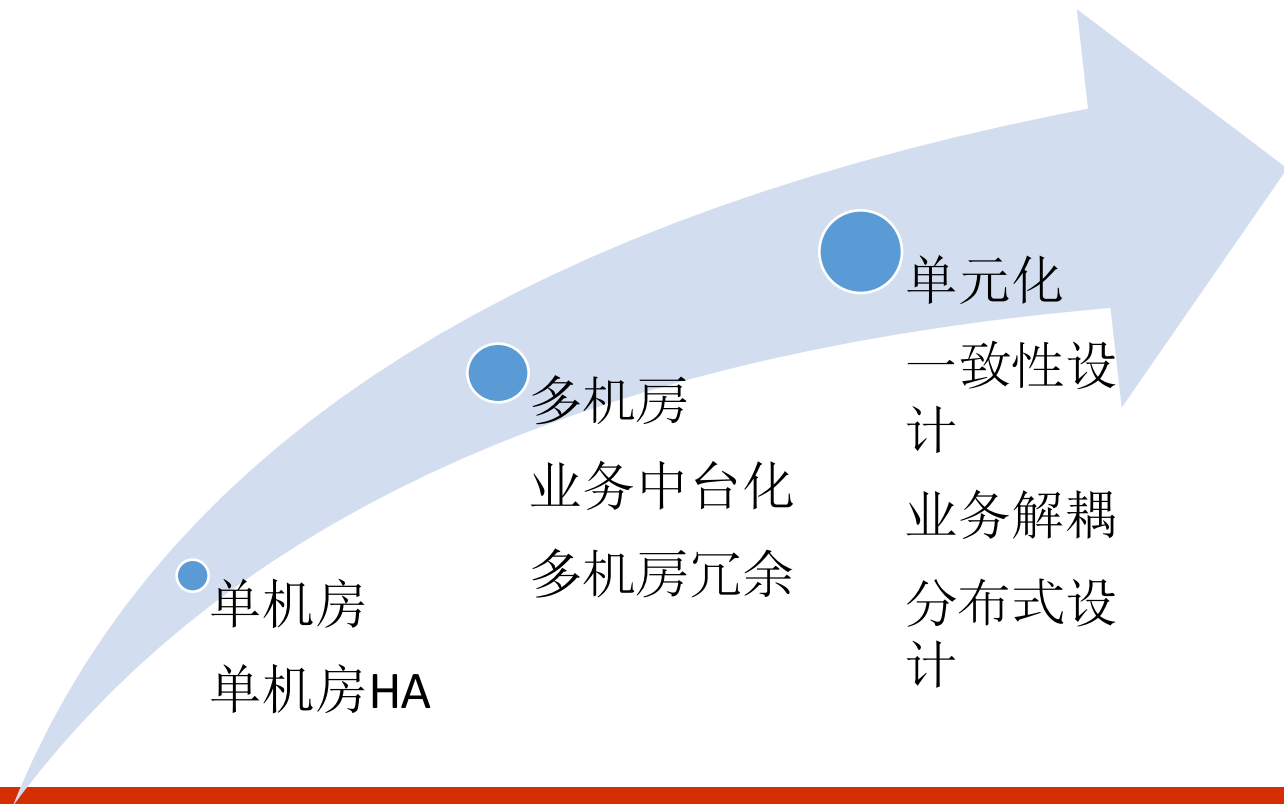 单机房
单机房HA
多机房
业务中台化
多机房冗余
单元化
一致性设
计
业务解耦
分布式设
计